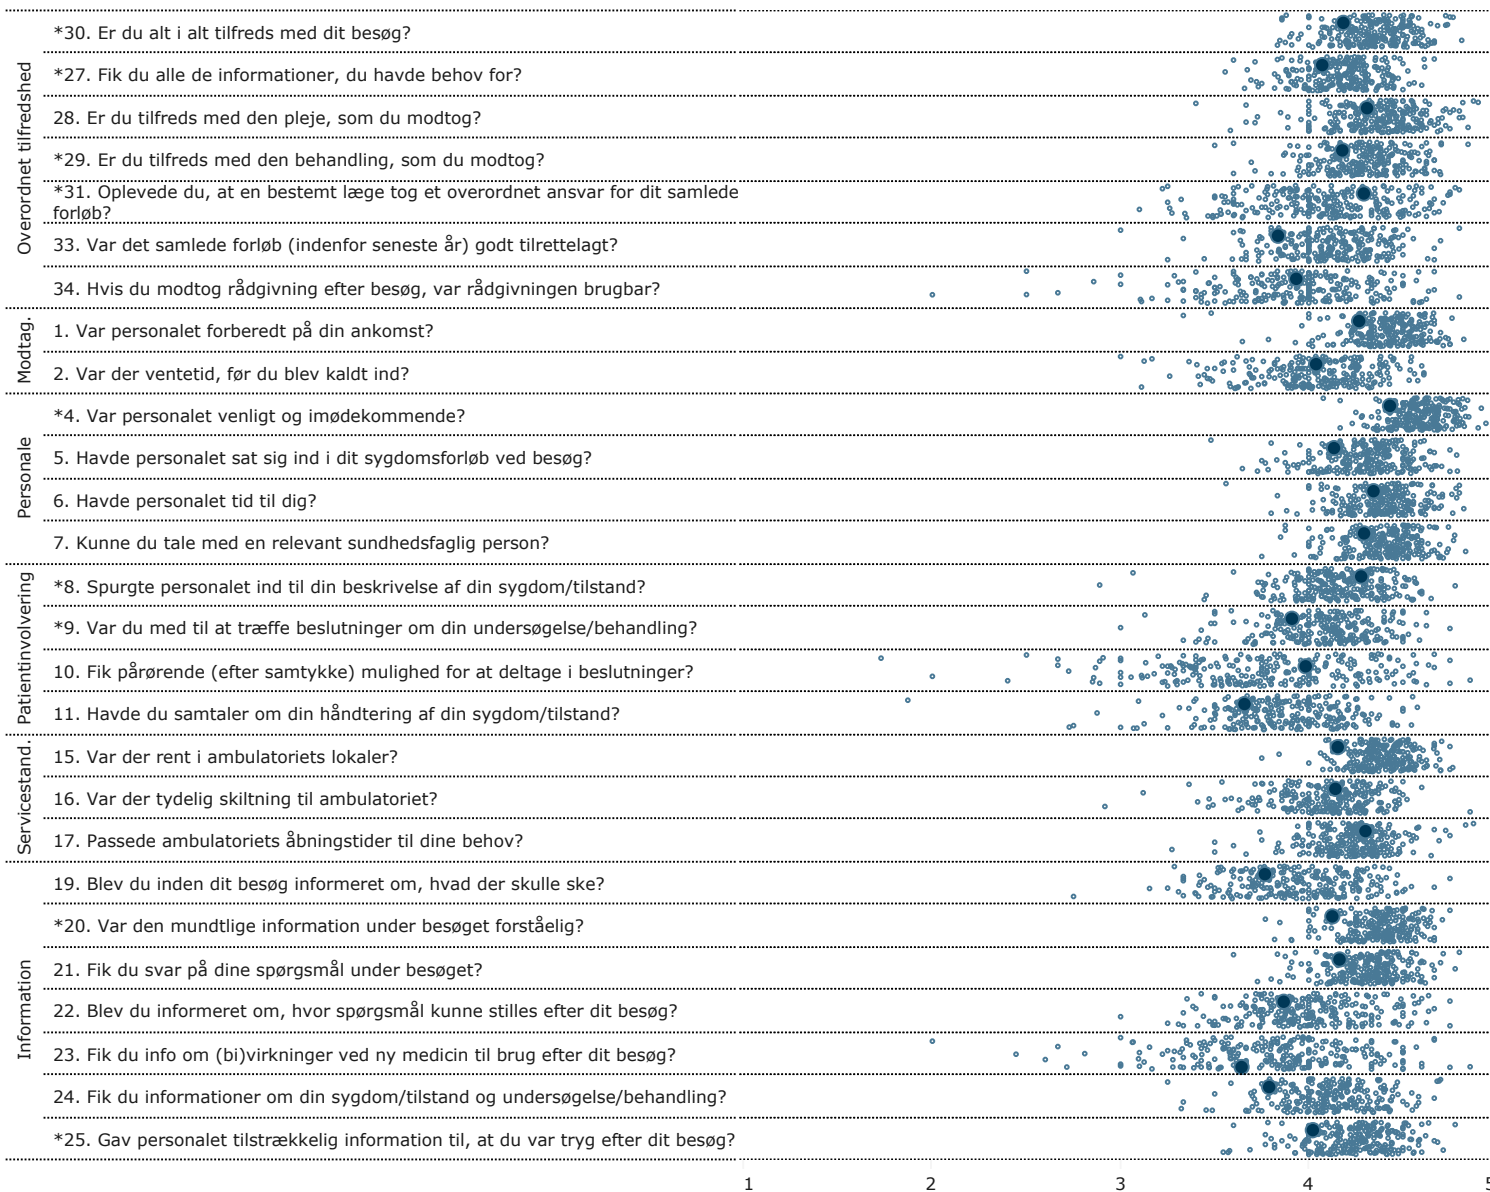 Overordnet tilfredshed
*30. Er du alt i alt tilfreds med dit besøg?
*27. Fik du alle de informationer, du havde behov for?
28. Er du tilfreds med den pleje, som du modtog?
*29. Er du tilfreds med den behandling, som du modtog?
*31. Oplevede du, at en bestemt læge tog et overordnet ansvar for dit samlede
forløb?
33. Var det samlede forløb (indenfor seneste år) godt tilrettelagt?
34. Hvis du modtog rådgivning efter besøg, var rådgivningen brugbar?
Modtag.
1. Var personalet forberedt på din ankomst?
2. Var der ventetid, før du blev kaldt ind?
Personale
*4. Var personalet venligt og imødekommende?
5. Havde personalet sat sig ind i dit sygdomsforløb ved besøg?
6. Havde personalet tid til dig?
7. Kunne du tale med en relevant sundhedsfaglig person?
Patientinvolvering
*8. Spurgte personalet ind til din beskrivelse af din sygdom/tilstand?
*9. Var du med til at træffe beslutninger om din undersøgelse/behandling?
10. Fik pårørende (efter samtykke) mulighed for at deltage i beslutninger?
11. Havde du samtaler om din håndtering af din sygdom/tilstand?
Servicestand.
15. Var der rent i ambulatoriets lokaler?
16. Var der tydelig skiltning til ambulatoriet?
17. Passede ambulatoriets åbningstider til dine behov?
Information
19. Blev du inden dit besøg informeret om, hvad der skulle ske?
*20. Var den mundtlige information under besøget forståelig?
21. Fik du svar på dine spørgsmål under besøget?
22. Blev du informeret om, hvor spørgsmål kunne stilles efter dit besøg?
23. Fik du info om (bi)virkninger ved ny medicin til brug efter dit besøg?
24. Fik du informationer om din sygdom/tilstand og undersøgelse/behandling?
*25. Gav personalet tilstrækkelig information til, at du var tryg efter dit besøg?
1 2 3 4 5